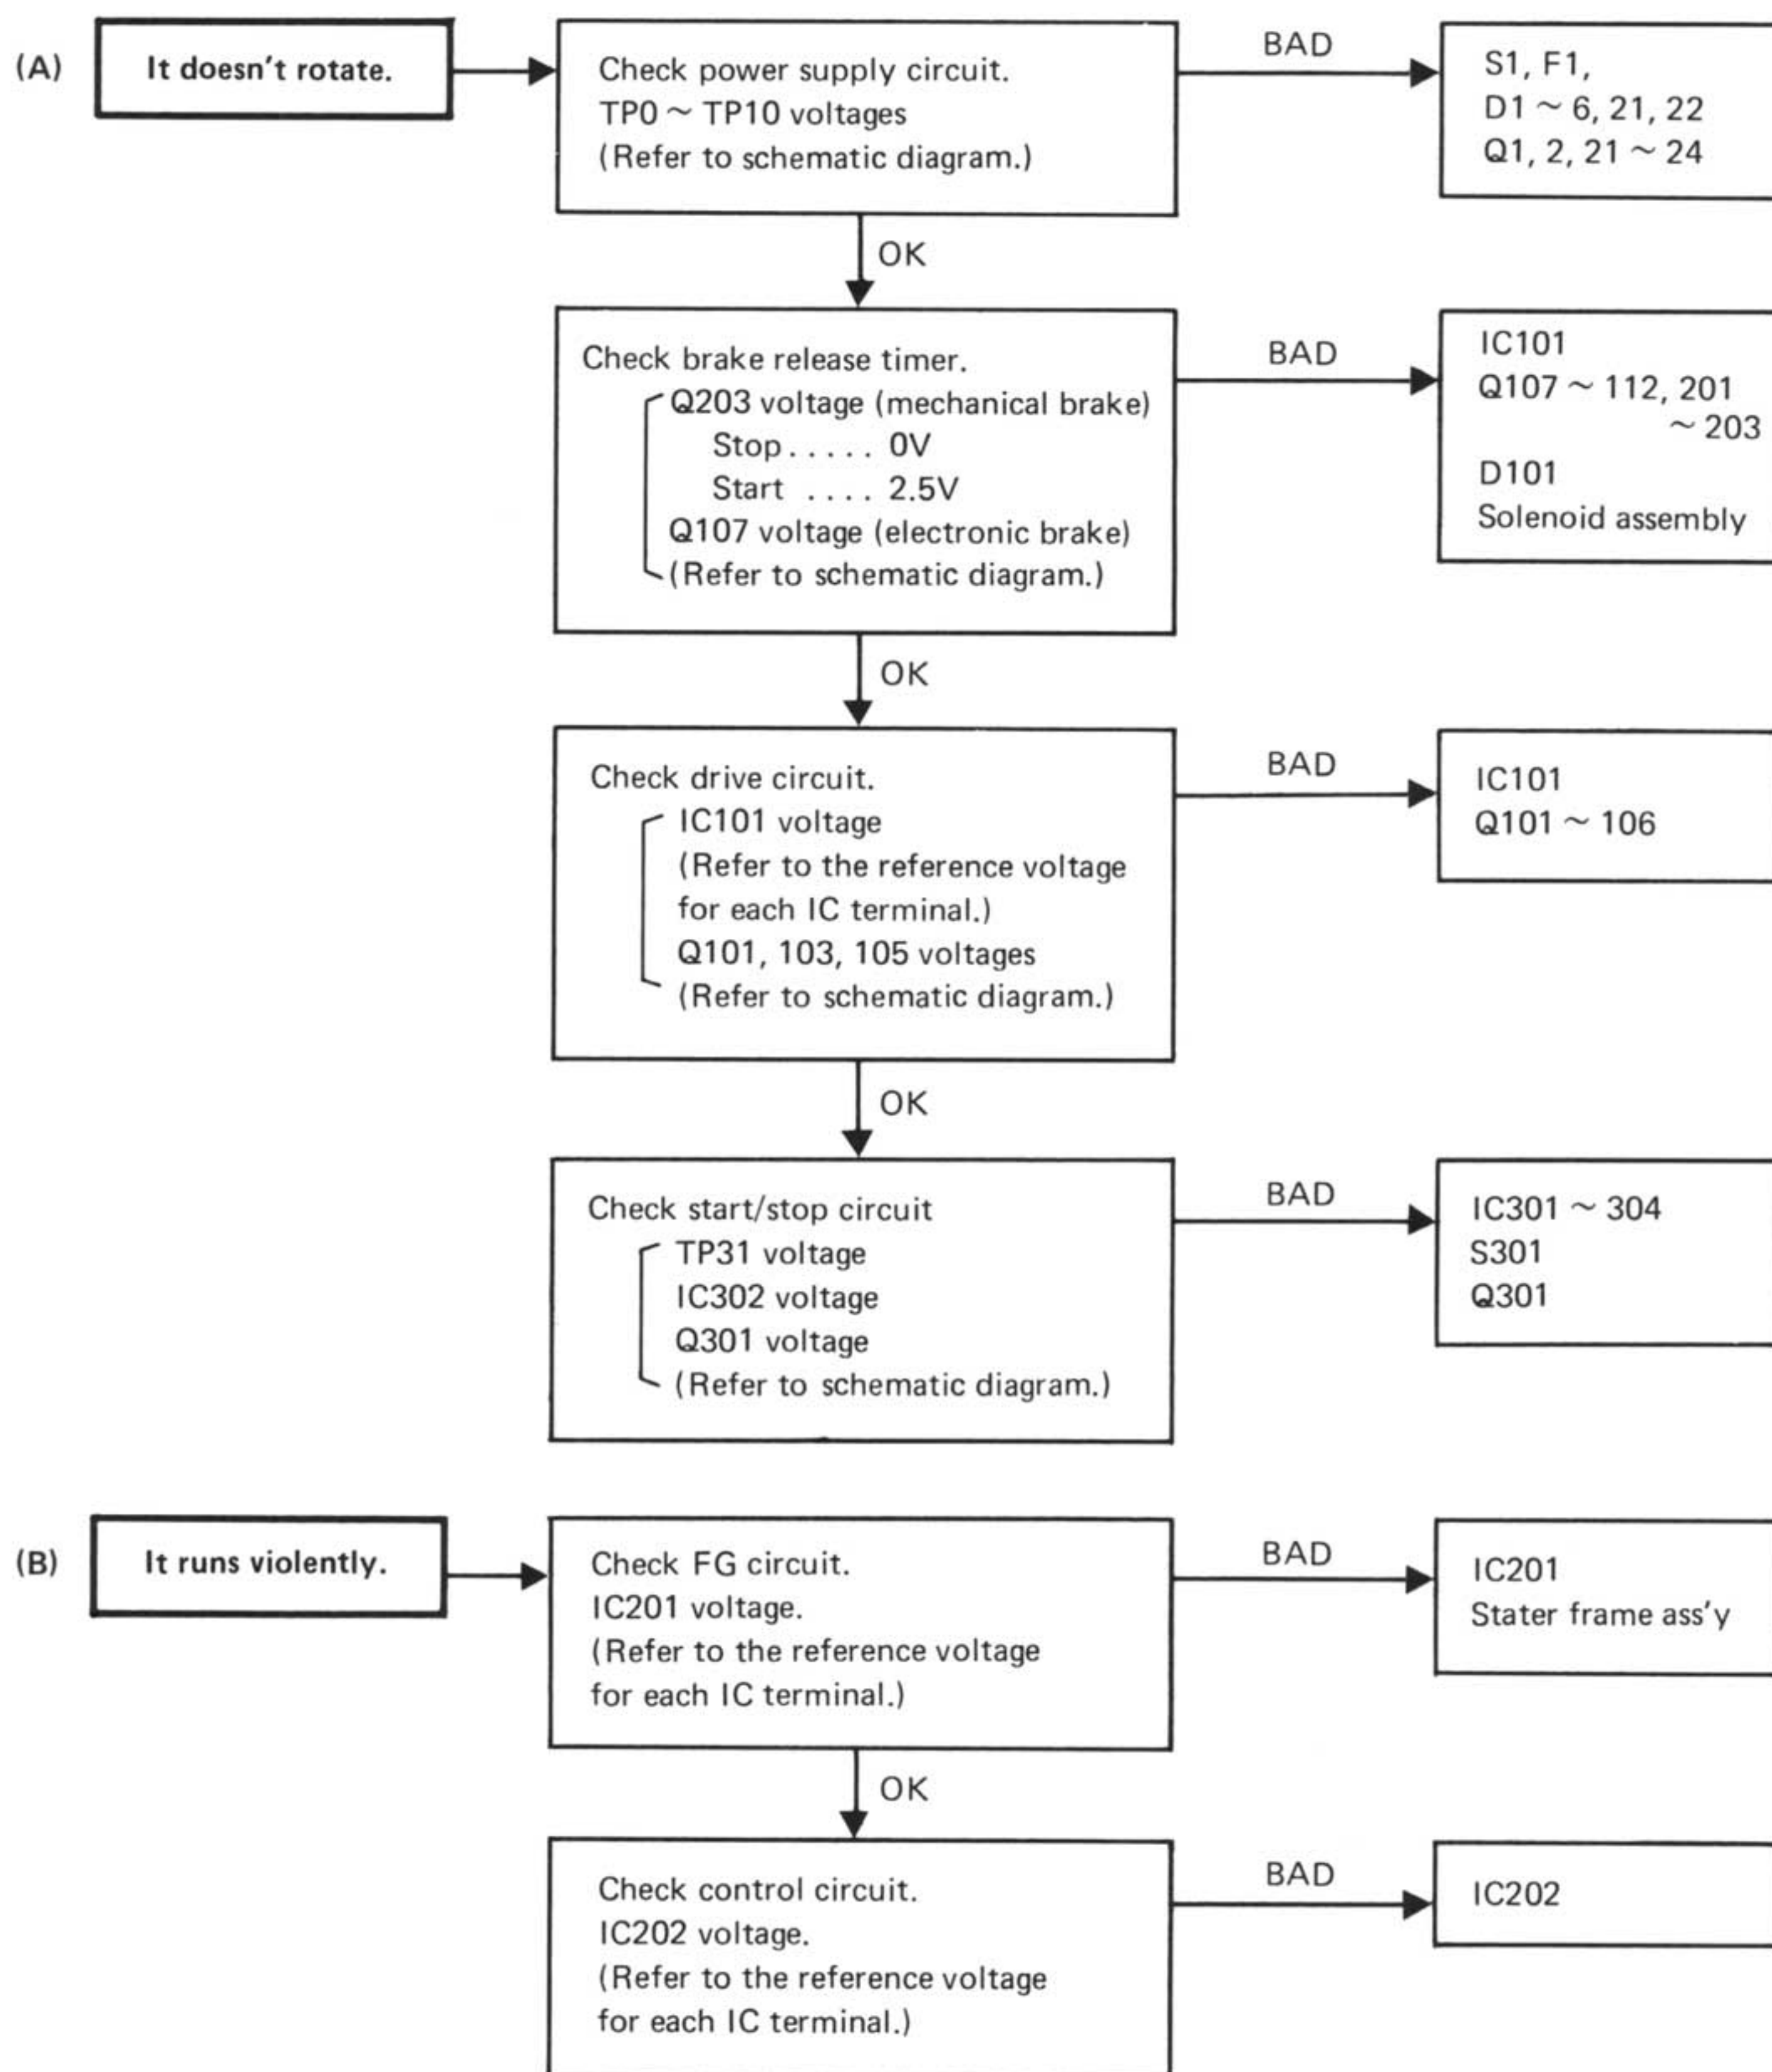 (A)
It doesn't rotate.
Check power supply circuit.
TP0 ~ TP10 voltages
(Refer to schematic diagram.)
BAD
S1, F1,
D1 ~ 6, 21, 22
Q1, 2, 21 ~ 24
OK
Check brake release timer.
Q203 voltage (mechanical brake)
Stop ..... 0V
Start .... 2.5V
Q107 voltage (electronic brake)
(Refer to schematic diagram.)
BAD
IC101
Q107 ~ 112, 201
~ 203
D101
Solenoid assembly
OK
Check drive circuit.
IC101 voltage
(Refer to the reference voltage
for each IC terminal.)
Q101, 103, 105 voltages
(Refer to schematic diagram.)
BAD
IC101
Q101 ~ 106
OK
Check start/stop circuit
TP31 voltage
IC302 voltage
Q301 voltage
(Refer to schematic diagram.)
BAD
IC301 ~ 304
S301
Q301
(B)
It runs violently.
Check FG circuit.
IC201 voltage.
(Refer to the reference voltage
for each IC terminal.)
BAD
IC201
Stater frame ass'y
OK
Check control circuit.
IC202 voltage.
(Refer to the reference voltage
for each IC terminal.)
BAD
IC202